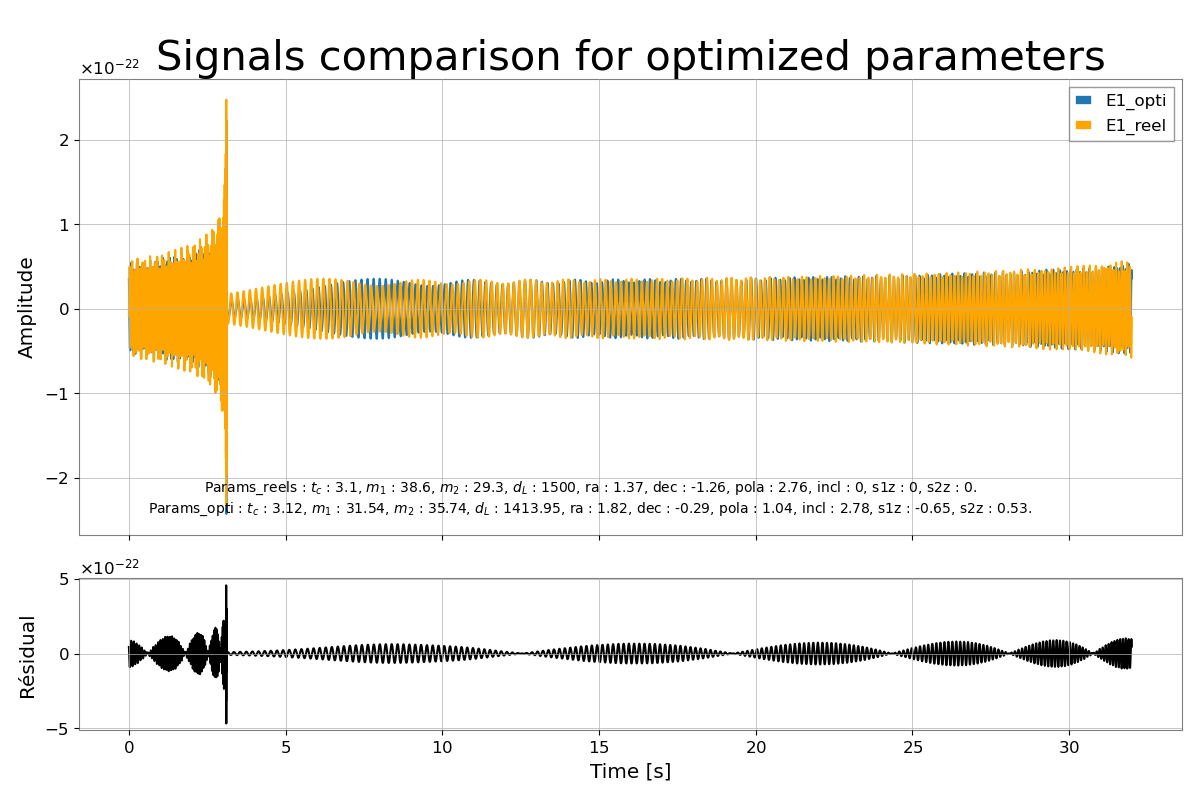 Signals comparison for optimized parameters
×10⁻²²
E1_opti
E1_reel
2
1
0
−1
−2
Amplitude
Params_reels : t_c : 3.1, m_1 : 38.6, m_2 : 29.3, d_L : 1500, ra : 1.37, dec : -1.26, pola : 2.76, incl : 0, s1z : 0, s2z : 0.
Params_opti : t_c : 3.12, m_1 : 31.54, m_2 : 35.74, d_L : 1413.95, ra : 1.82, dec : -0.29, pola : 1.04, incl : 2.78, s1z : -0.65, s2z : 0.53.
×10⁻²²
5
0
−5
Résidual
0 5 10 15 20 25 30
Time [s]